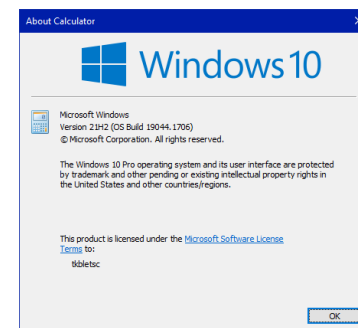 About Calculator
Windows 10
Microsoft Windows
Version 21H2 (OS Build 19044.1706)
© Microsoft Corporation. All rights reserved.
The Windows 10 Pro operating system and its user interface are protected
by trademark and other pending or existing intellectual property rights in
the United States and other countries/regions.
This product is licensed under the Microsoft Software License
Terms to:
tkbletsc
OK